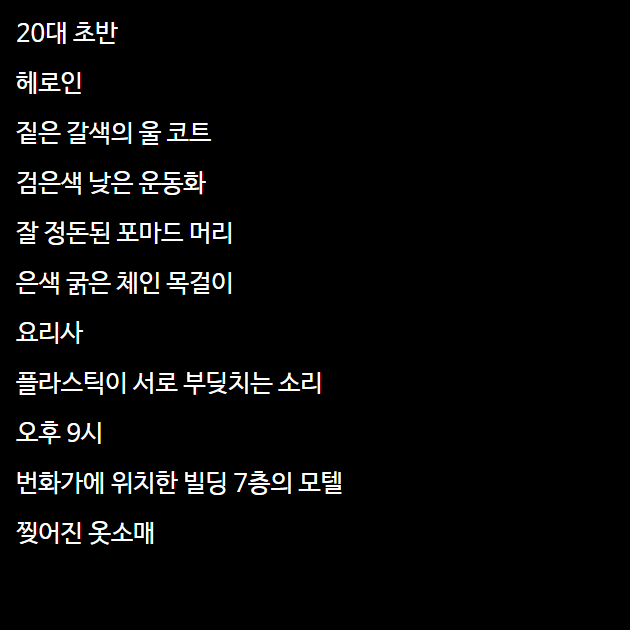 20대 초반
헤로인
짙은 갈색의 울 코트
검은색 낮은 운동화
잘 정돈된 포마드 머리
은색 굵은 체인 목걸이
요리사
플라스틱이 서로 부딪치는 소리
오후 9시
번화가에 위치한 빌딩 7층의 모텔
찢어진 옷소매